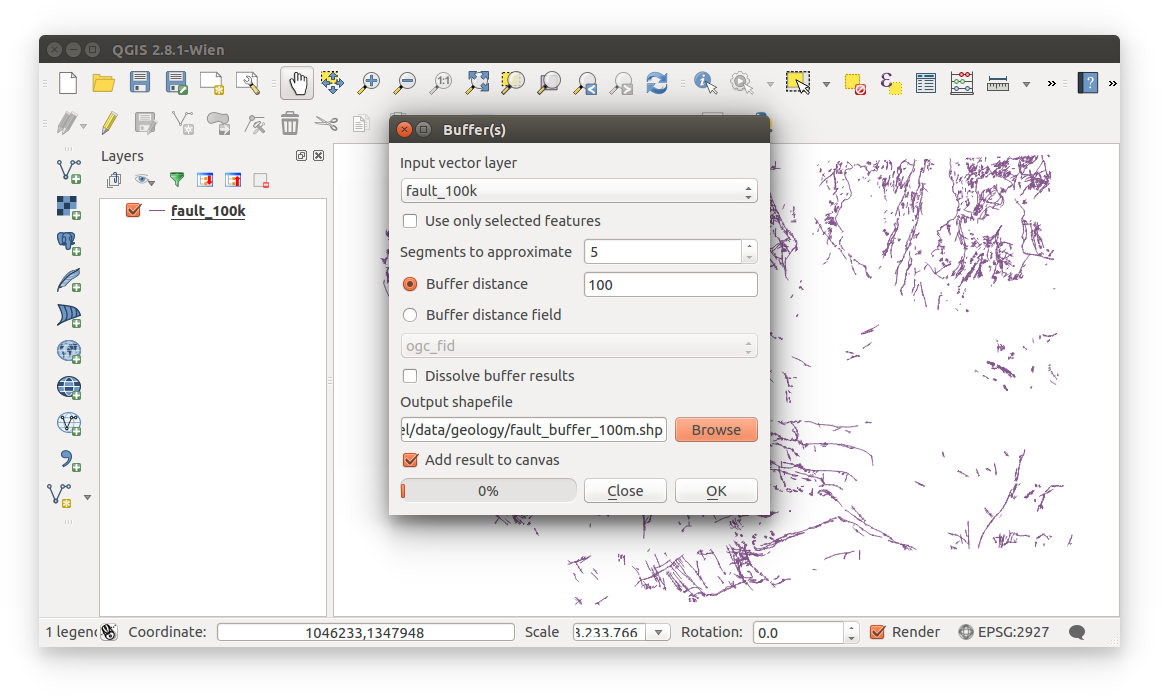 QGIS 2.8.1-Wien
1:1
Layers
fault_100k
Buffer(s)
Input vector layer
fault_100k
Use only selected features
Segments to approximate 5
Buffer distance 100
Buffer distance field
ogc_fid
Dissolve buffer results
Output shapefile
el/data/geology/fault_buffer_100m.shp Browse
Add result to canvas
0% Close OK
1 legend Coordinate: 1046233,1347948 Scale 3.233.766 Rotation: 0.0 Render EPSG:2927